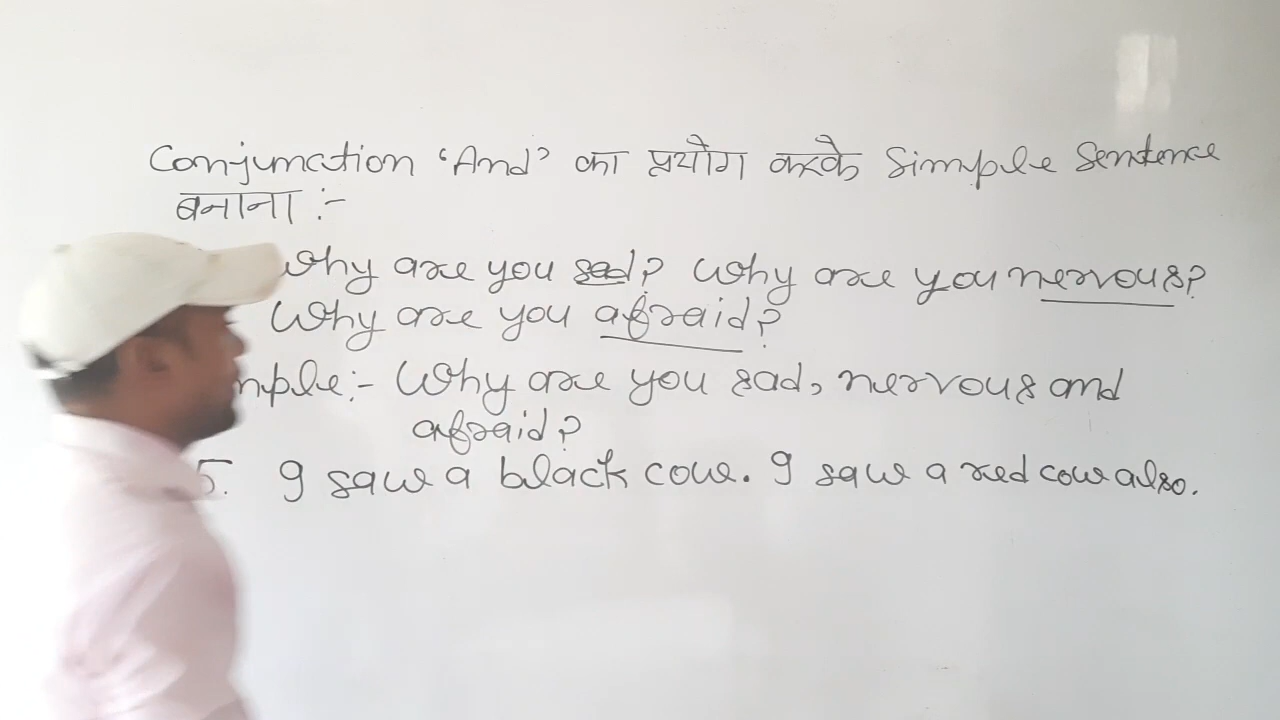 Conjunction 'And' का प्रयोग करके Simple Sentence
बनाना :-
Why are you sad? Why are you nervous?
Why are you afraid?
mple:- Why are you sad, nervous and
afraid?
5. I saw a black cow. I saw a red cow also.